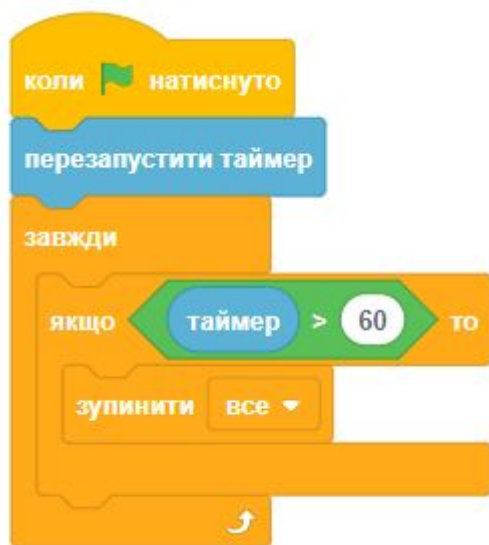 коли натиснуто
перезапустити таймер
завжди
якщо таймер > 60 то
зупинити все